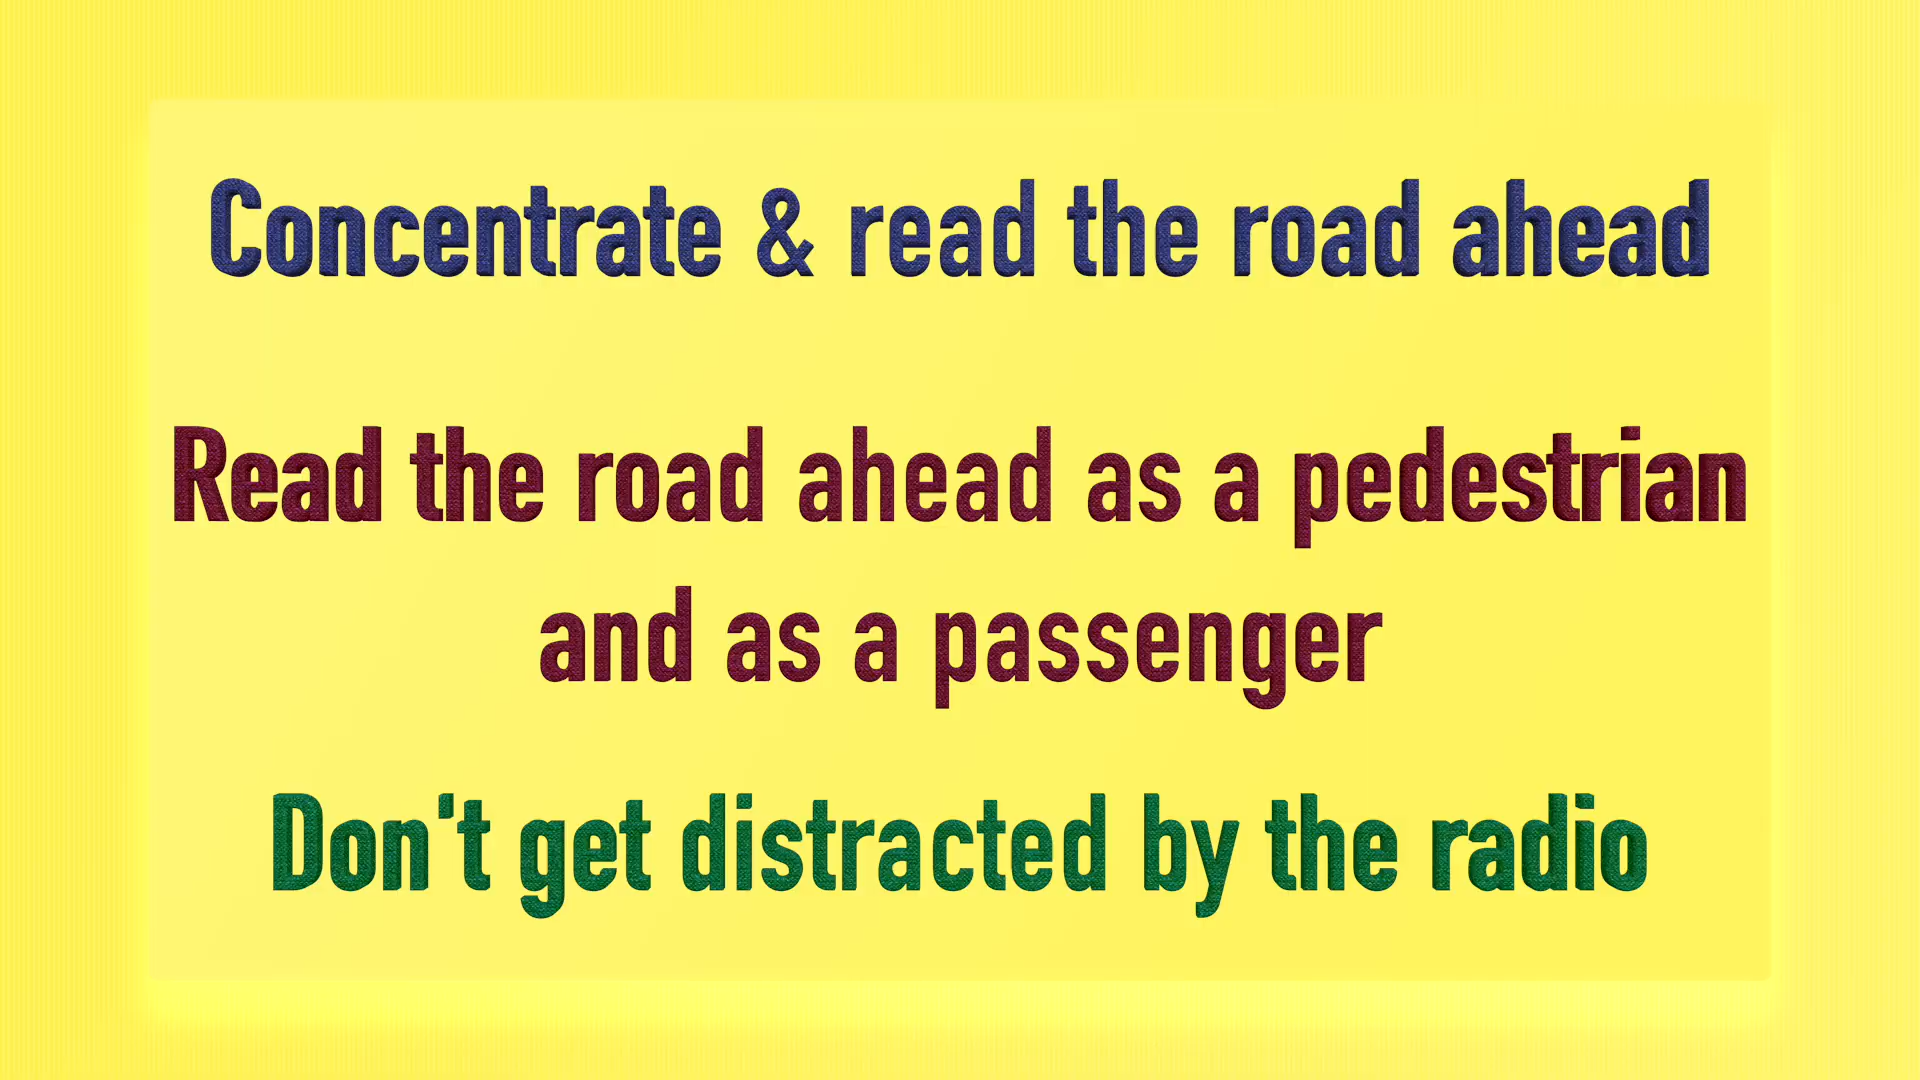 Concentrate & read the road ahead
Read the road ahead as a pedestrian
and as a passenger
Don't get distracted by the radio